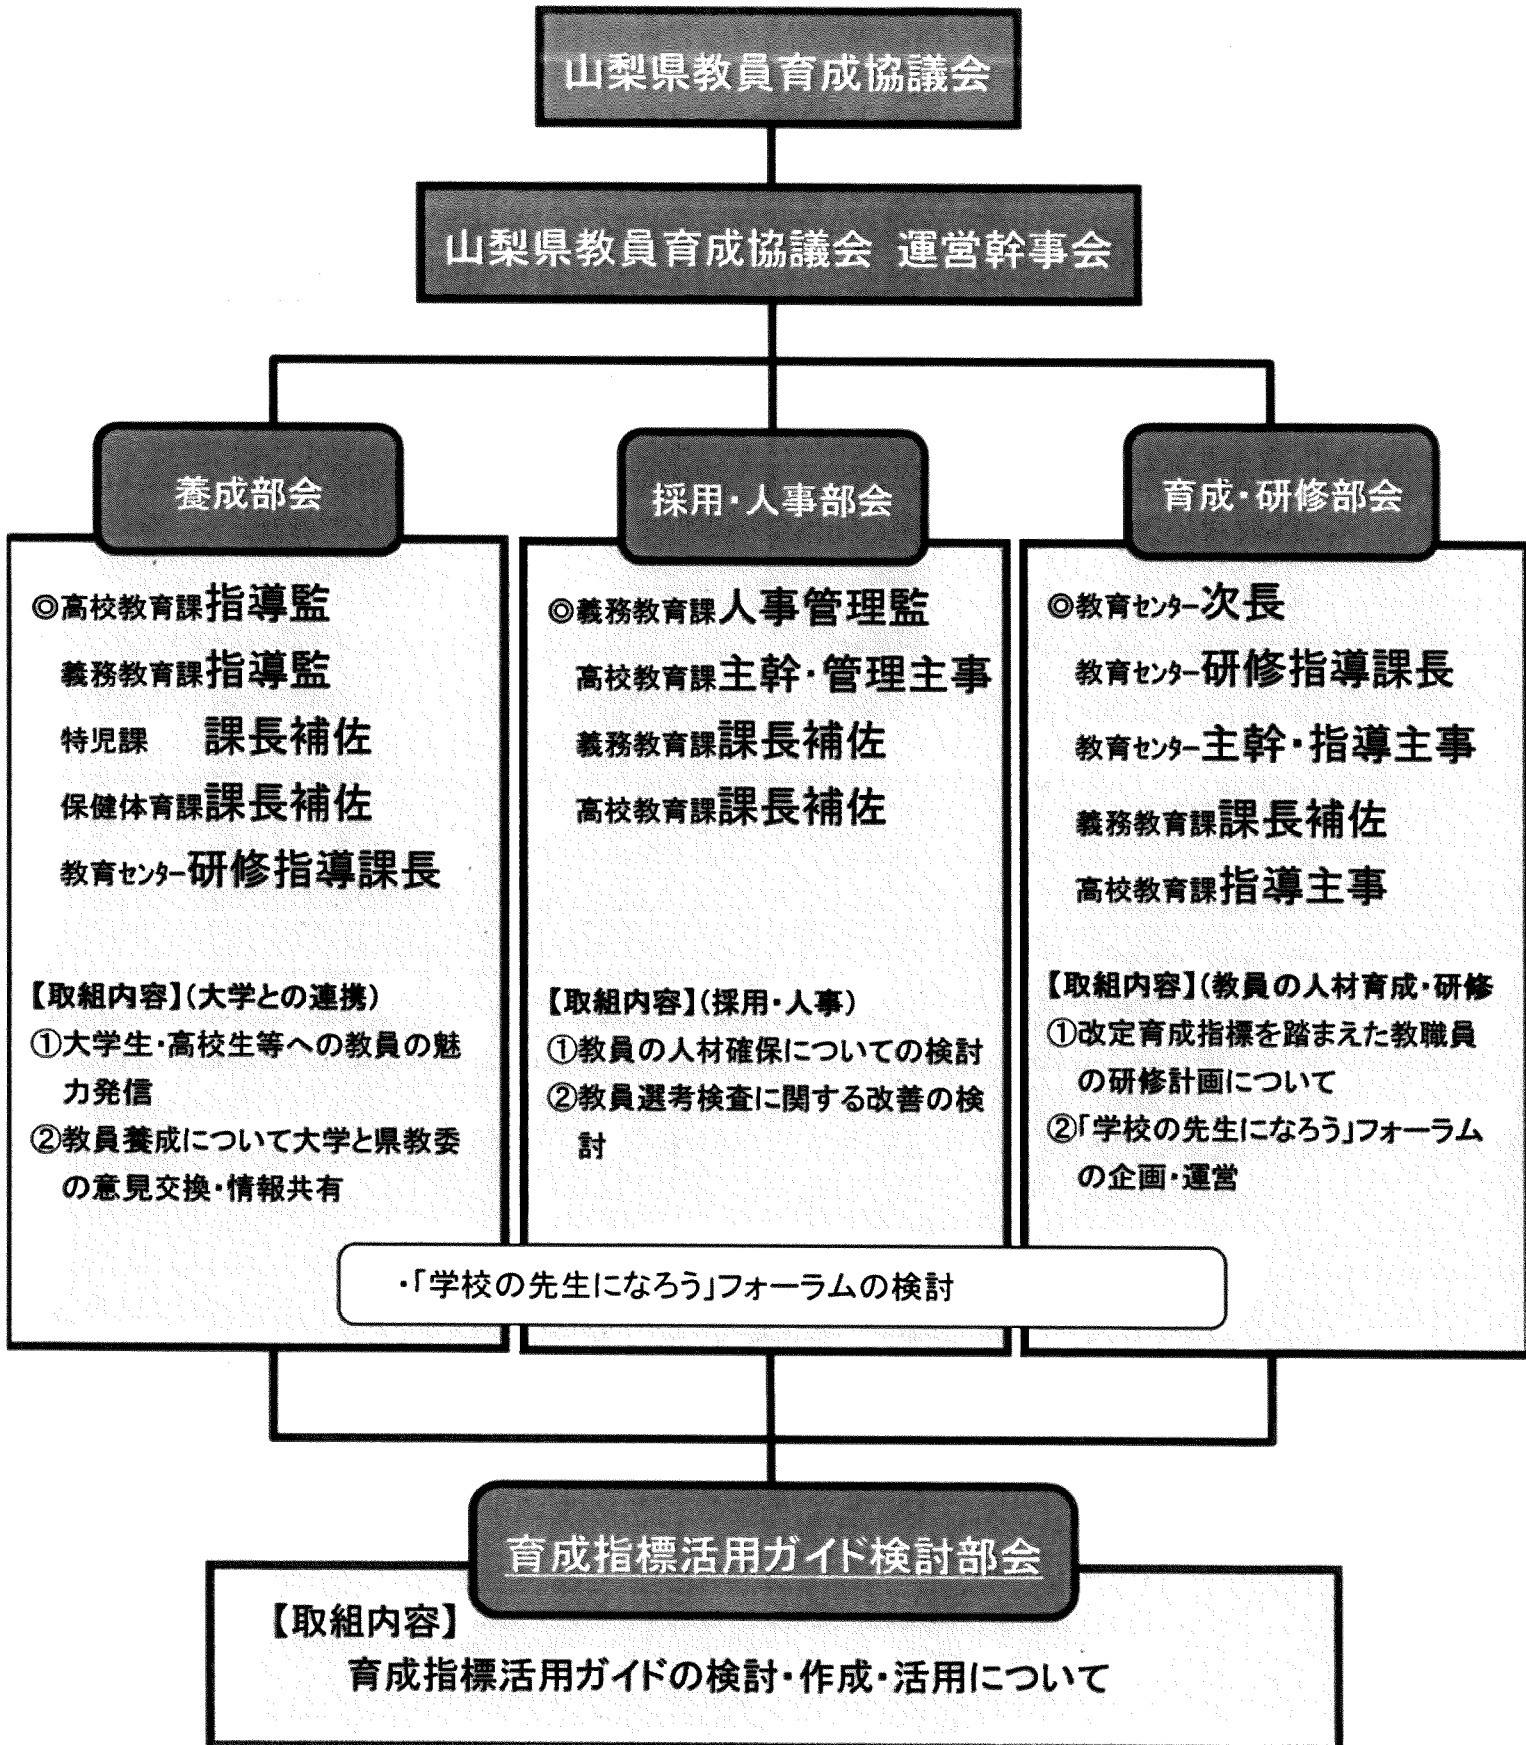 山梨県教員育成協議会
山梨県教員育成協議会 運営幹事会
養成部会
◎高校教育課指導監
義務教育課指導監
特児課 課長補佐
保健体育課課長補佐
教育センター研修指導課長
【取組内容】(大学との連携)
①大学生・高校生等への教員の魅
力発信
②教員養成について大学と県教委
の意見交換・情報共有
採用・人事部会
◎義務教育課人事管理監
高校教育課主幹・管理主事
義務教育課課長補佐
高校教育課課長補佐
【取組内容】(採用・人事)
①教員の人材確保についての検討
②教員選考検査に関する改善の検
討
育成・研修部会
◎教育センター次長
教育センター研修指導課長
教育センター主幹・指導主事
義務教育課課長補佐
高校教育課指導主事
【取組内容】(教員の人材育成・研修
①改定育成指標を踏まえた教職員
の研修計画について
②「学校の先生になろう」フォーラム
の企画・運営
・「学校の先生になろう」フォーラムの検討
育成指標活用ガイド検討部会
【取組内容】
育成指標活用ガイドの検討・作成・活用について